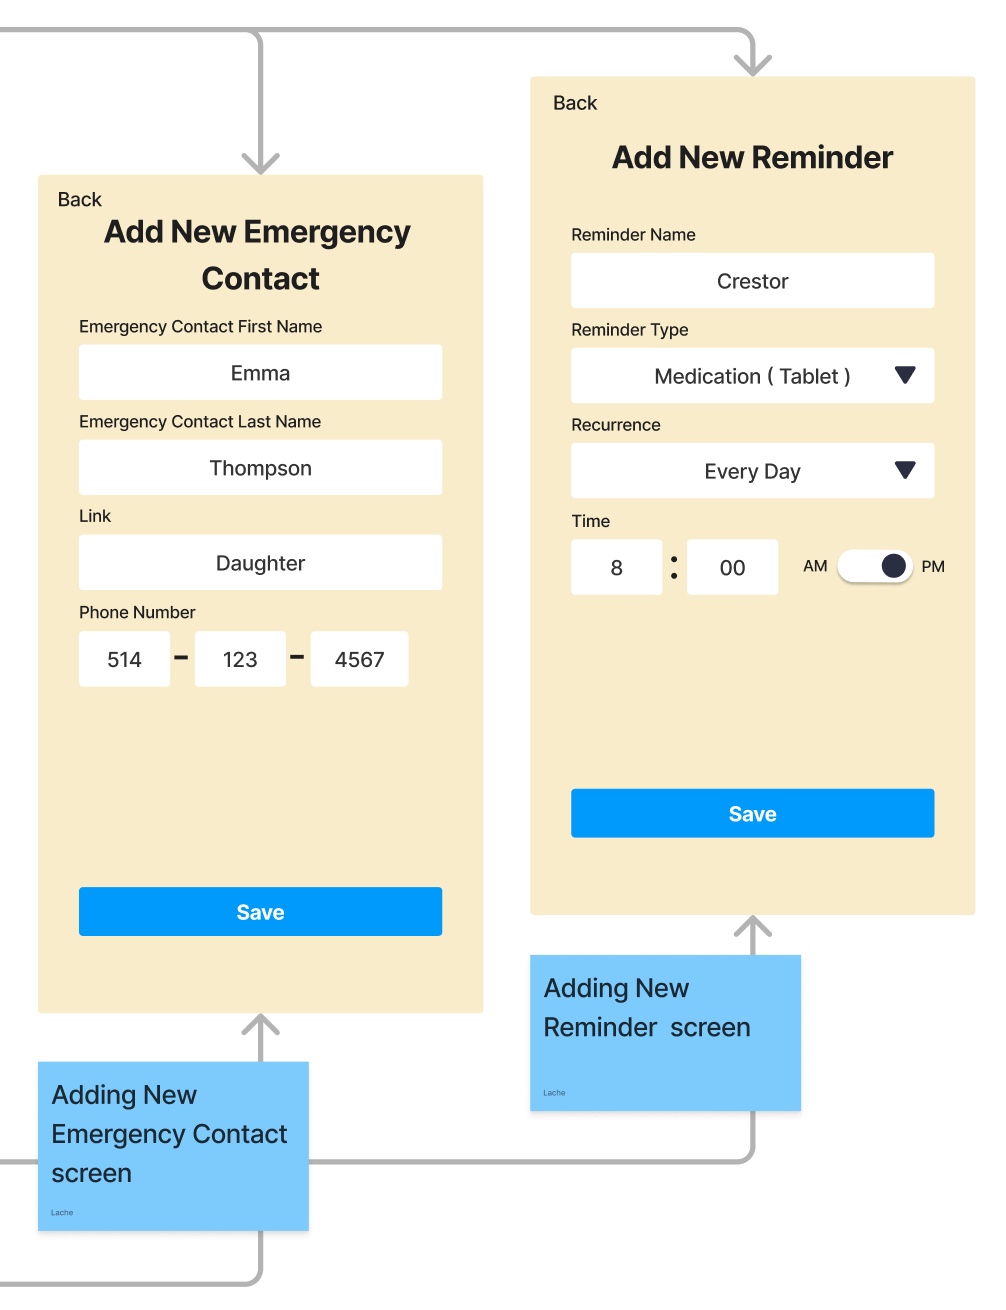 Back
Add New Emergency
Contact
Emergency Contact First Name
Emma
Emergency Contact Last Name
Thompson
Link
Daughter
Phone Number
514 - 123 - 4567
Save
Adding New
Emergency Contact
screen
Lache
Back
Add New Reminder
Reminder Name
Crestor
Reminder Type
Medication ( Tablet )
Recurrence
Every Day
Time
8 : 00 AM PM
Save
Adding New
Reminder screen
Lache